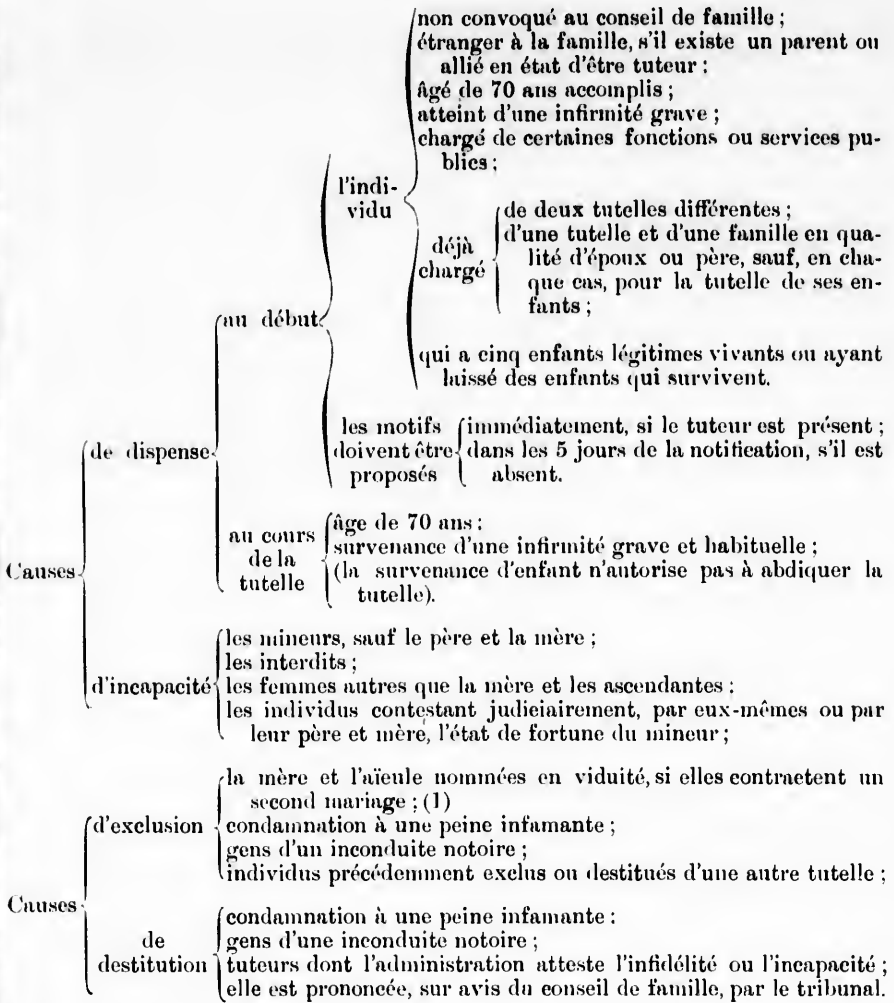 non convoqué au conseil de famille ;
étranger à la famille, s'il existe un parent ou
allié en état d'être tuteur ;
âgé de 70 ans accomplis ;
atteint d'une infirmité grave ;
chargé de certaines fonctions ou services pu-
blics ;
l'indi-
vidu
déjà
chargé
de deux tutelles différentes ;
d'une tutelle et d'une famille en qua-
lité d'époux ou père, sauf, en cha-
que cas, pour la tutelle de ses en-
fants ;
au début
qui a cinq enfants légitimes vivants ou ayant
laissé des enfants qui survivent.
les motifs
doivent être
proposés
immédiatement, si le tuteur est présent ;
dans les 5 jours de la notification, s'il est
absent.
de dispense
au cours
de la
tutelle
âge de 70 ans ;
survenance d'une infirmité grave et habituelle ;
(la survenance d'enfant n'autorise pas à abdiquer la
tutelle).
Causes
d'incapacité
les mineurs, sauf le père et la mère ;
les interdits ;
les femmes autres que la mère et les ascendantes ;
les individus contestant judiciairement, par eux-mêmes ou par
leur père et mère, l'état de fortune du mineur ;
d'exclusion
la mère et l'aïeule nommées en viduité, si elles contractent un
second mariage ; (1)
condamnation à une peine infamante ;
gens d'un inconduite notoire ;
individus précédemment exclus ou destitués d'une autre tutelle ;
Causes
de
destitution
condamnation à une peine infamante :
gens d'une inconduite notoire ;
tuteurs dont l'administration atteste l'infidélité ou l'incapacité ;
elle est prononcée, sur avis du conseil de famille, par le tribunal.